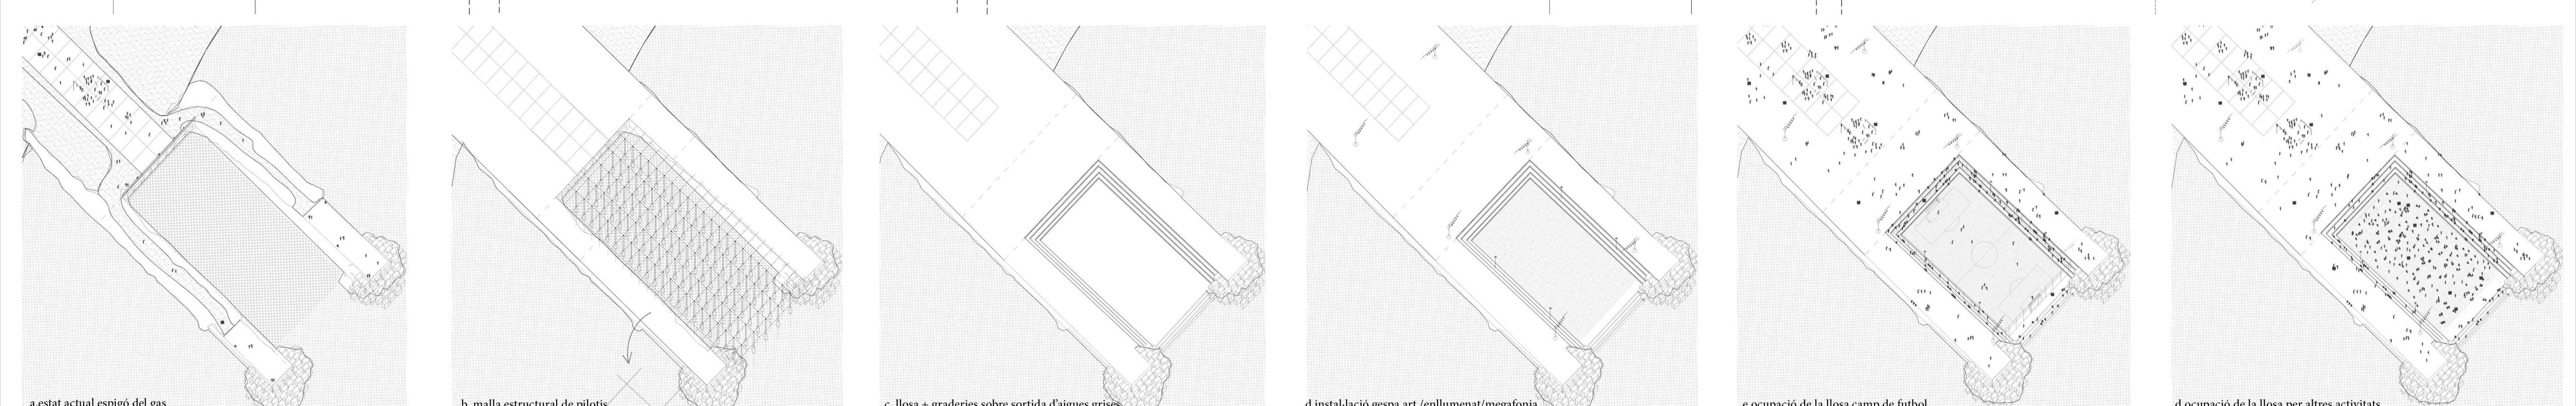 a.estat actual espigó del gas
b. malla estructural de pilotis
c. llosa + graderies sobre sortida d'aigues grises
d.instal·lació gespa art./enllumenat/megafonia
e.ocupació de la llosa camp de futbol
d.ocupació de la llosa per altres activitats